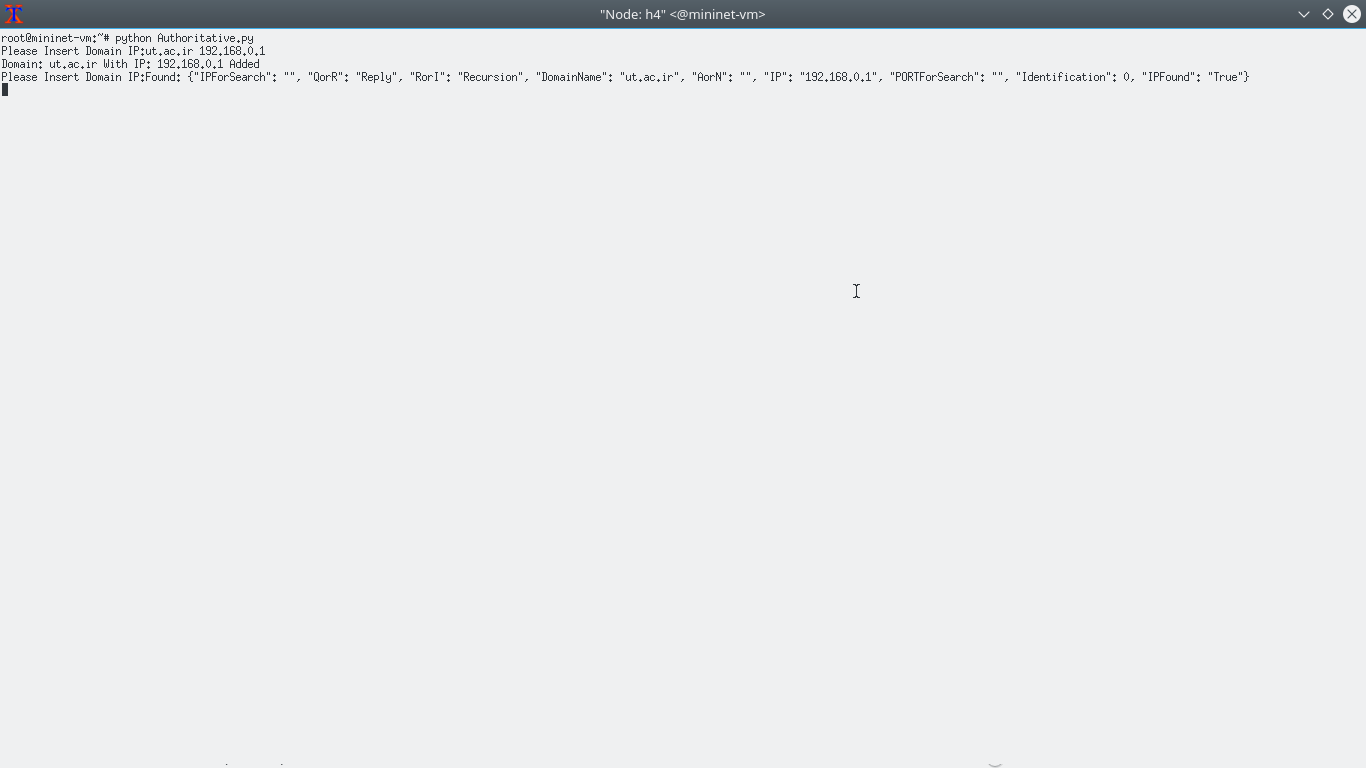 "Node: h4" <@mininet-vm>
root@mininet-vm:~# python Authoritative.py
Please Insert Domain IP:ut.ac.ir 192.168.0.1
Domain: ut.ac.ir With IP: 192.168.0.1 Added
Please Insert Domain IP:Found: {"IPForSearch": "", "QorR": "Reply", "RorI": "Recursion", "DomainName": "ut.ac.ir", "AorN": "", "IP": "192.168.0.1", "PORTForSearch": "", "Identification": 0, "IPFound": "True"}